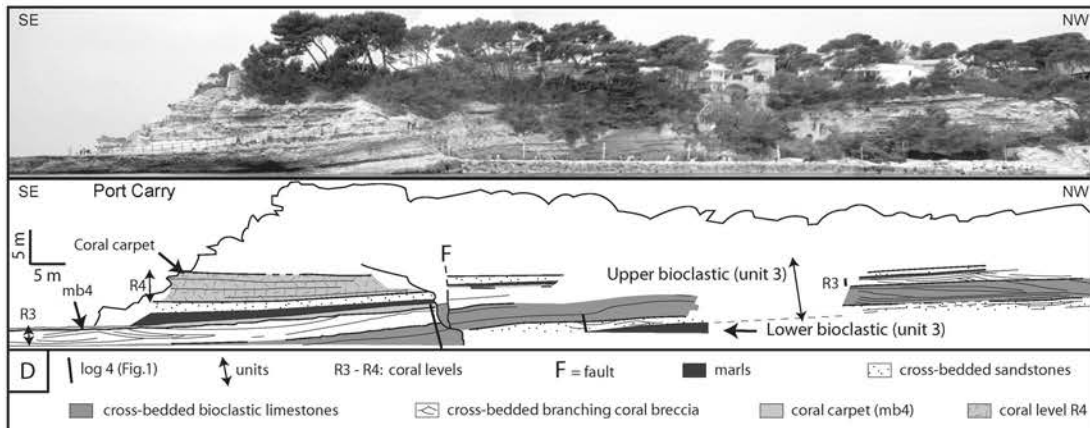 SE NW
SE Port Carry NW
5 m
5 m
Coral carpet
R4
mb4
R3
F
Upper bioclastic (unit 3)
R3
Lower bioclastic (unit 3)
D
log 4 (Fig.1) units R3 - R4: coral levels F = fault marls cross-bedded sandstones
cross-bedded bioclastic limestones cross-bedded branching coral breccia coral carpet (mb4) coral level R4